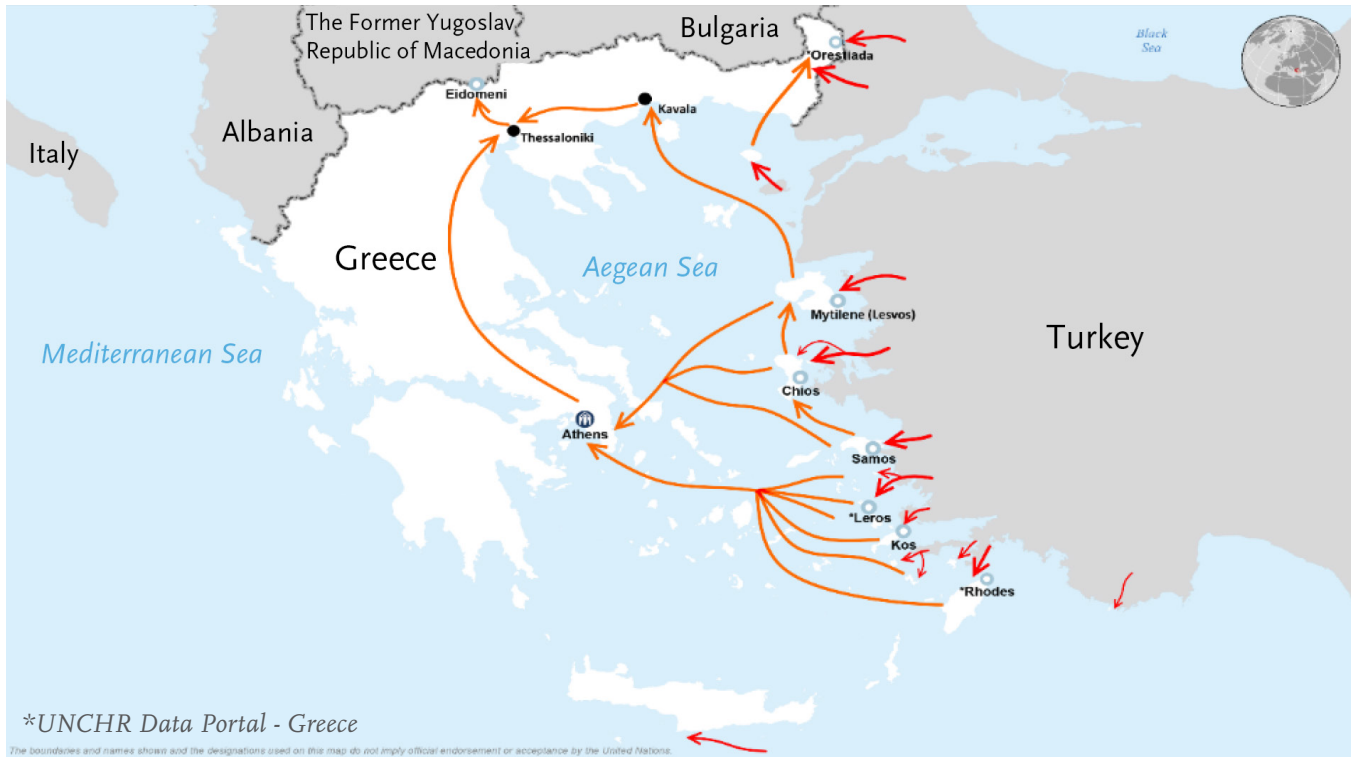 The Former Yugoslav
Republic of Macedonia
Bulgaria
Black
Sea
*Orestiada
Eidomeni
Kavala
Albania
Thessaloniki
Italy
Greece
Aegean Sea
Mytilene (Lesvos)
Turkey
Mediterranean Sea
Chios
Athens
Samos
*Leros
Kos
*Rhodes
*UNCHR Data Portal - Greece
The boundaries and names shown and the designations used on this map do not imply official endorsement or acceptance by the United Nations.